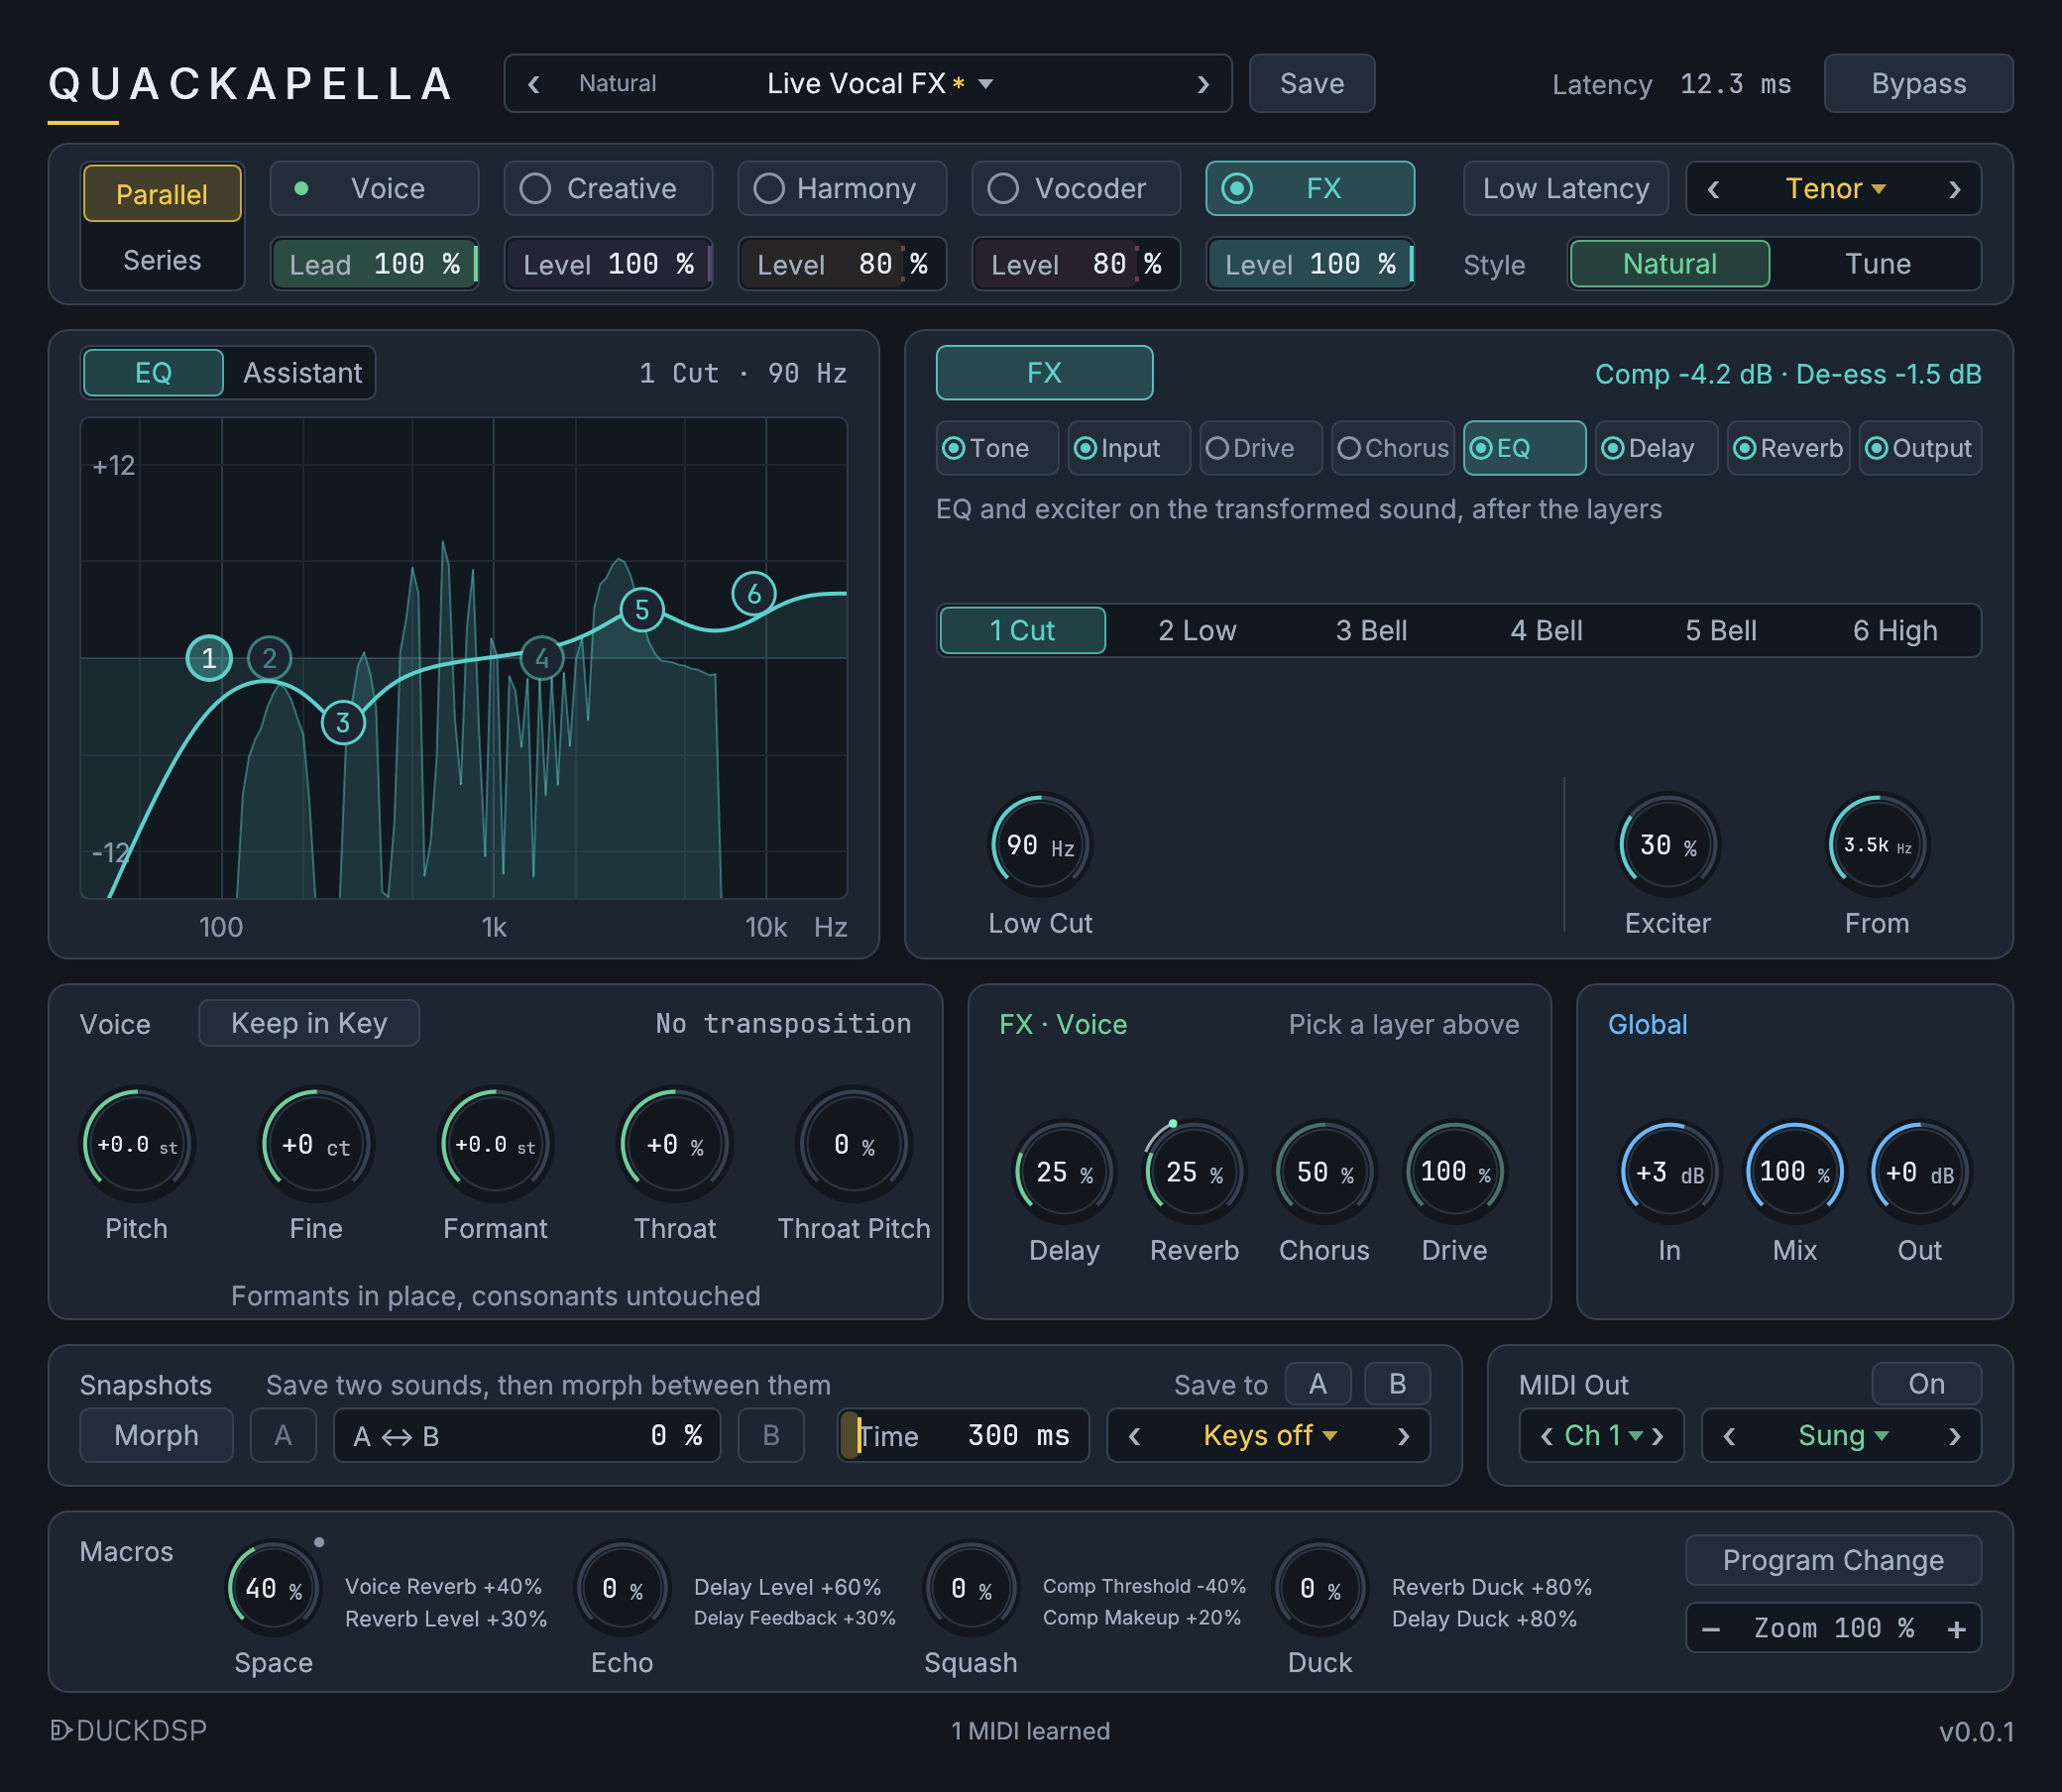 QUACKAPELLA
‹ Natural Live Vocal FX * ›
Save
Latency 12.3 ms
Bypass
Parallel
Series
Voice
Creative
Harmony
Vocoder
FX
Low Latency
‹ Tenor ›
Lead 100 %
Level 100 %
Level 80 %
Level 80 %
Level 100 %
Style
Natural
Tune
EQ
Assistant
1 Cut · 90 Hz
+12
1
2
3
4
5
6
-12
100
1k
10k
Hz
FX
Comp -4.2 dB · De-ess -1.5 dB
Tone
Input
Drive
Chorus
EQ
Delay
Reverb
Output
EQ and exciter on the transformed sound, after the layers
1 Cut
2 Low
3 Bell
4 Bell
5 Bell
6 High
90 Hz
30 %
3.5k Hz
Low Cut
Exciter
From
Voice
Keep in Key
No transposition
+0.0 st
+0 ct
+0.0 st
+0 %
0 %
Pitch
Fine
Formant
Throat
Throat Pitch
Formants in place, consonants untouched
FX · Voice
Pick a layer above
25 %
25 %
50 %
100 %
Delay
Reverb
Chorus
Drive
Global
+3 dB
100 %
+0 dB
In
Mix
Out
Snapshots
Save two sounds, then morph between them
Save to
A
B
Morph
A
A ↔ B 0 %
B
Time 300 ms
‹ Keys off ›
MIDI Out
On
‹ Ch 1 ›
‹ Sung ›
Macros
40 %
Space
Voice Reverb +40%
Reverb Level +30%
0 %
Echo
Delay Level +60%
Delay Feedback +30%
0 %
Squash
Comp Threshold -40%
Comp Makeup +20%
0 %
Duck
Reverb Duck +80%
Delay Duck +80%
Program Change
− Zoom 100 % +
DUCKDSP
1 MIDI learned
v0.0.1